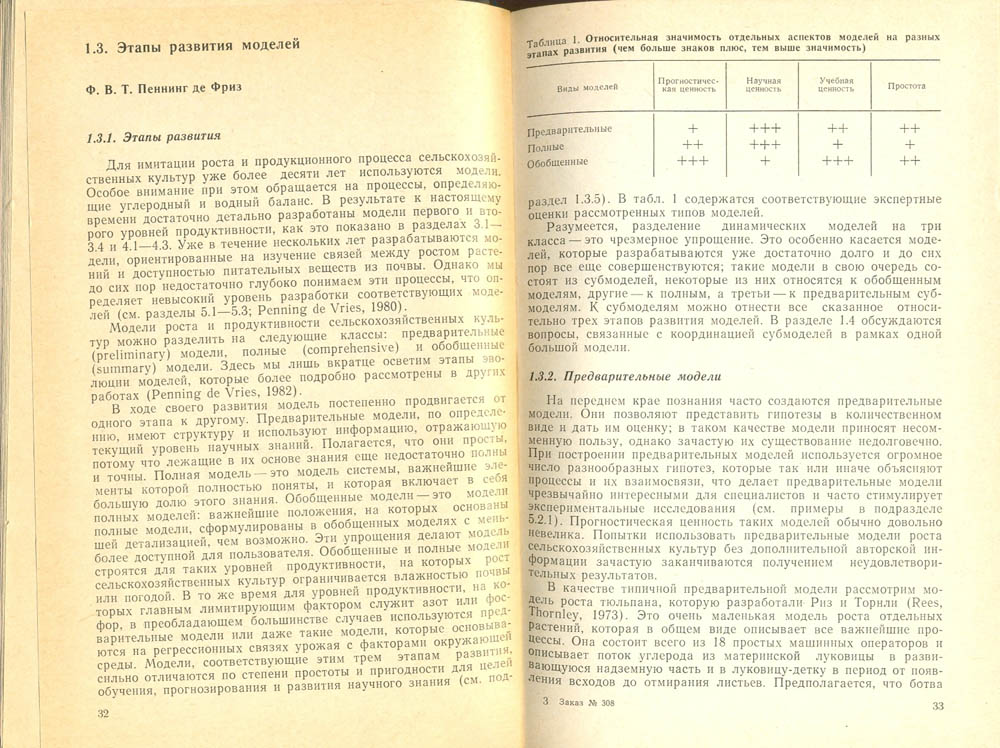 1.3. Этапы развития моделей
Ф. В. Т. Пеннинг де Фриз
1.3.1. Этапы развития
Для имитации роста и продукционного процесса сельскохозяй-
ственных культур уже более десяти лет используются модели.
Особое внимание при этом обращается на процессы, определяю-
щие углеродный и водный баланс. В результате к настоящему
времени достаточно детально разработаны модели первого и вто-
рого уровней продуктивности, как это показано в разделах 3.1—
3.4 и 4.1—4.3. Уже в течение нескольких лет разрабатываются мо-
дели, ориентированные на изучение связей между ростом расте-
ний и доступностью питательных веществ из почвы. Однако мы
до сих пор недостаточно глубоко понимаем эти процессы, что оп-
ределяет невысокий уровень разработки соответствующих моде-
лей (см. разделы 5.1—5.3; Penning de Vries, 1980).
Модели роста и продуктивности сельскохозяйственных куль-
тур можно разделить на следующие классы: предварительные
(preliminary) модели, полные (comprehensive) и обобщенные
(summary) модели. Здесь мы лишь вкратце осветим этапы эво-
люции моделей, которые более подробно рассмотрены в других
работах (Penning de Vries, 1982).
В ходе своего развития модель постепенно продвигается от
одного этапа к другому. Предварительные модели, по определе-
нию, имеют структуру и используют информацию, отражающую
текущий уровень научных знаний. Полагается, что они просты,
потому что лежащие в их основе знания еще недостаточно полны
и точны. Полная модель — это модель системы, важнейшие эле-
менты которой полностью поняты, и которая включает в себя
большую долю этого знания. Обобщенные модели — это модели
полных моделей: важнейшие положения, на которых основаны
полные модели, сформулированы в обобщенных моделях с мень-
шей детализацией, чем возможно. Эти упрощения делают модель
более доступной для пользователя. Обобщенные и полные модели
строятся для таких уровней продуктивности, на которых рост
сельскохозяйственных культур ограничивается влажностью почвы
или погодой. В то же время для уровней продуктивности, на ко-
торых главным лимитирующим фактором служит азот или фос-
фор, в преобладающем большинстве случаев используются пред-
варительные модели или даже такие модели, которые основыва-
ются на регрессионных связях урожая с факторами окружающей
среды. Модели, соответствующие этим трем этапам развития,
сильно отличаются по степени простоты и пригодности для целей
обучения, прогнозирования и развития научного знания (см. под-
32
Таблица 1. Относительная значимость отдельных аспектов моделей на разных
этапах развития (чем больше знаков плюс, тем выше значимость)
Виды моделей Прогностичес-кая ценность Научная ценность Учебная ценность Простота
Предварительные + +++ ++ ++
Полные ++ +++ + +
Обобщенные +++ + +++ ++
раздел 1.3.5). В табл. 1 содержатся соответствующие экспертные
оценки рассмотренных типов моделей.
Разумеется, разделение динамических моделей на три
класса — это чрезмерное упрощение. Это особенно касается моде-
лей, которые разрабатываются уже достаточно долго и до сих
пор все еще совершенствуются; такие модели в свою очередь со-
стоят из субмоделей, некоторые из них относятся к обобщенным
моделям, другие — к полным, а третьи — к предварительным суб-
моделям. К субмоделям можно отнести все сказанное относи-
тельно трех этапов развития моделей. В разделе 1.4 обсуждаются
вопросы, связанные с координацией субмоделей в рамках одной
большой модели.
1.3.2. Предварительные модели
На переднем крае познания часто создаются предварительные
модели. Они позволяют представить гипотезы в количественном
виде и дать им оценку; в таком качестве модели приносят несом-
менную пользу, однако зачастую их существование недолговечно.
При построении предварительных моделей используется огромное
число разнообразных гипотез, которые так или иначе объясняют
процессы и их взаимосвязи, что делает предварительные модели
чрезвычайно интересными для специалистов и часто стимулирует
экспериментальные исследования (см. примеры в подразделе
5.2.1). Прогностическая ценность таких моделей обычно довольно
невелика. Попытки использовать предварительные модели роста
сельскохозяйственных культур без дополнительной авторской ин-
формации зачастую заканчиваются получением неудовлетвори-
тельных результатов.
В качестве типичной предварительной модели рассмотрим мо-
дель роста тюльпана, которую разработали Риз и Торнли (Rees,
Thornley, 1973). Это очень маленькая модель роста отдельных
растений, которая в общем виде описывает все важнейшие про-
цессы. Она состоит всего из 18 простых машинных операторов и
описывает поток углерода из материнской луковицы в разви-
вающуюся надземную часть и в луковицу-детку в период от появ-
ления всходов до отмирания листьев. Предполагается, что ботва
3 Заказ № 308
33